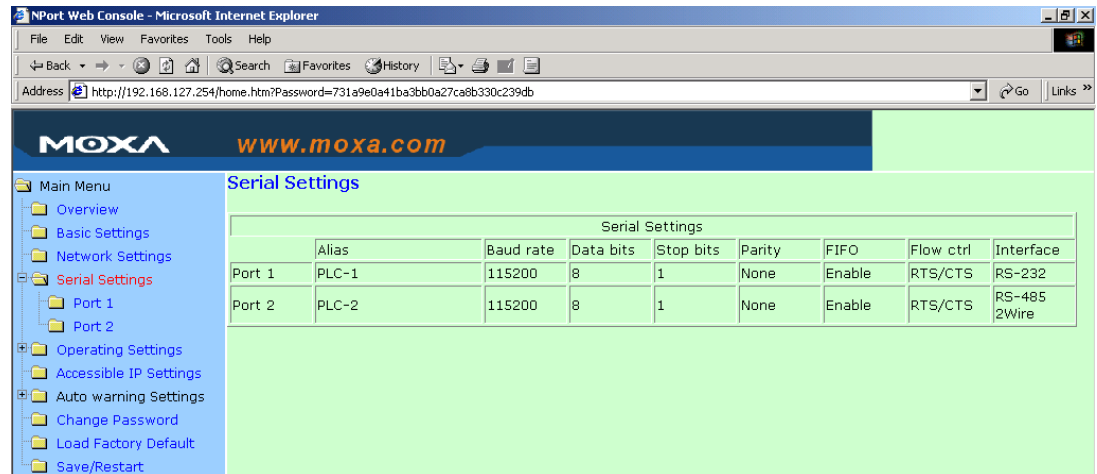 NPort Web Console - Microsoft Internet Explorer
File Edit View Favorites Tools Help
Back Search Favorites History
Address http://192.168.127.254/home.htm?Password=731a9e0a41ba3bb0a27ca8b330c239db Go Links »
MOXA www.moxa.com
Main Menu
Overview
Basic Settings
Network Settings
Serial Settings
Port 1
Port 2
Operating Settings
Accessible IP Settings
Auto warning Settings
Change Password
Load Factory Default
Save/Restart
Serial Settings
Serial Settings
Alias Baud rate Data bits Stop bits Parity FIFO Flow ctrl Interface
Port 1 PLC-1 115200 8 1 None Enable RTS/CTS RS-232
Port 2 PLC-2 115200 8 1 None Enable RTS/CTS RS-485 2Wire